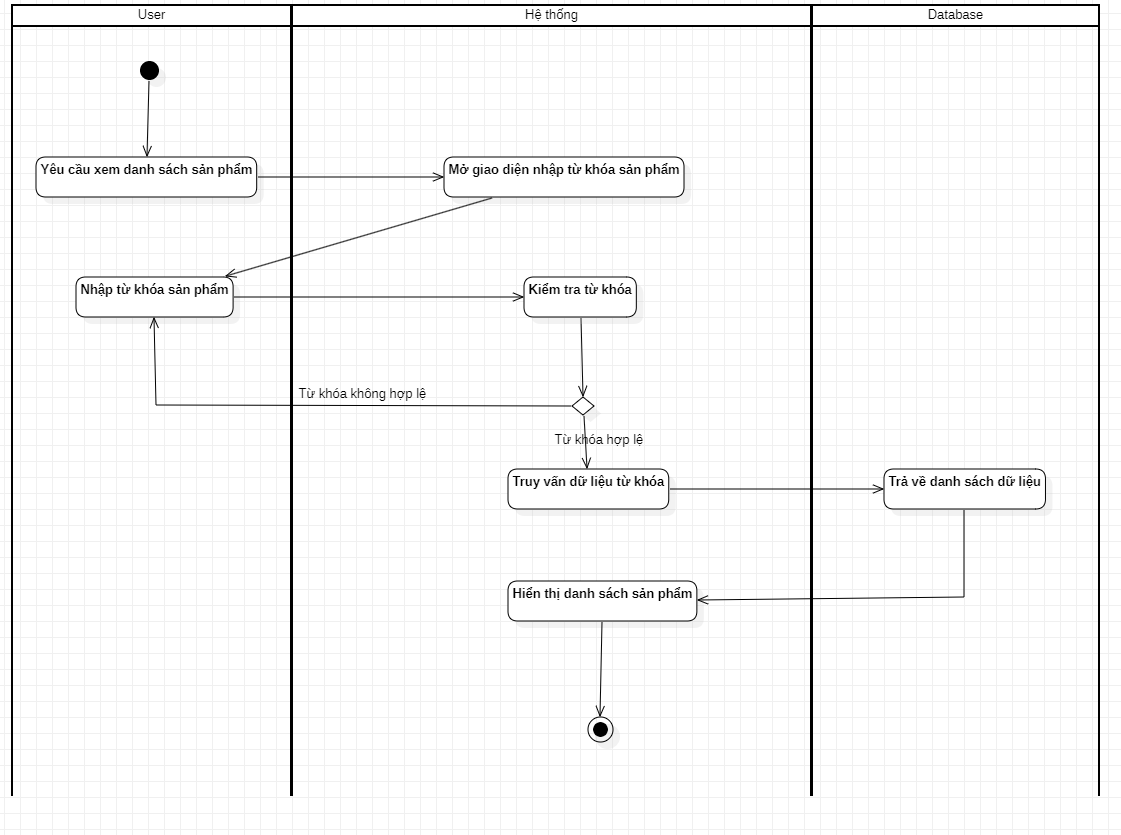 User
Hệ thống
Database
Yêu cầu xem danh sách sản phẩm
Mở giao diện nhập từ khóa sản phẩm
Nhập từ khóa sản phẩm
Kiểm tra từ khóa
Từ khóa không hợp lệ
Từ khóa hợp lệ
Truy vấn dữ liệu từ khóa
Trả về danh sách dữ liệu
Hiển thị danh sách sản phẩm